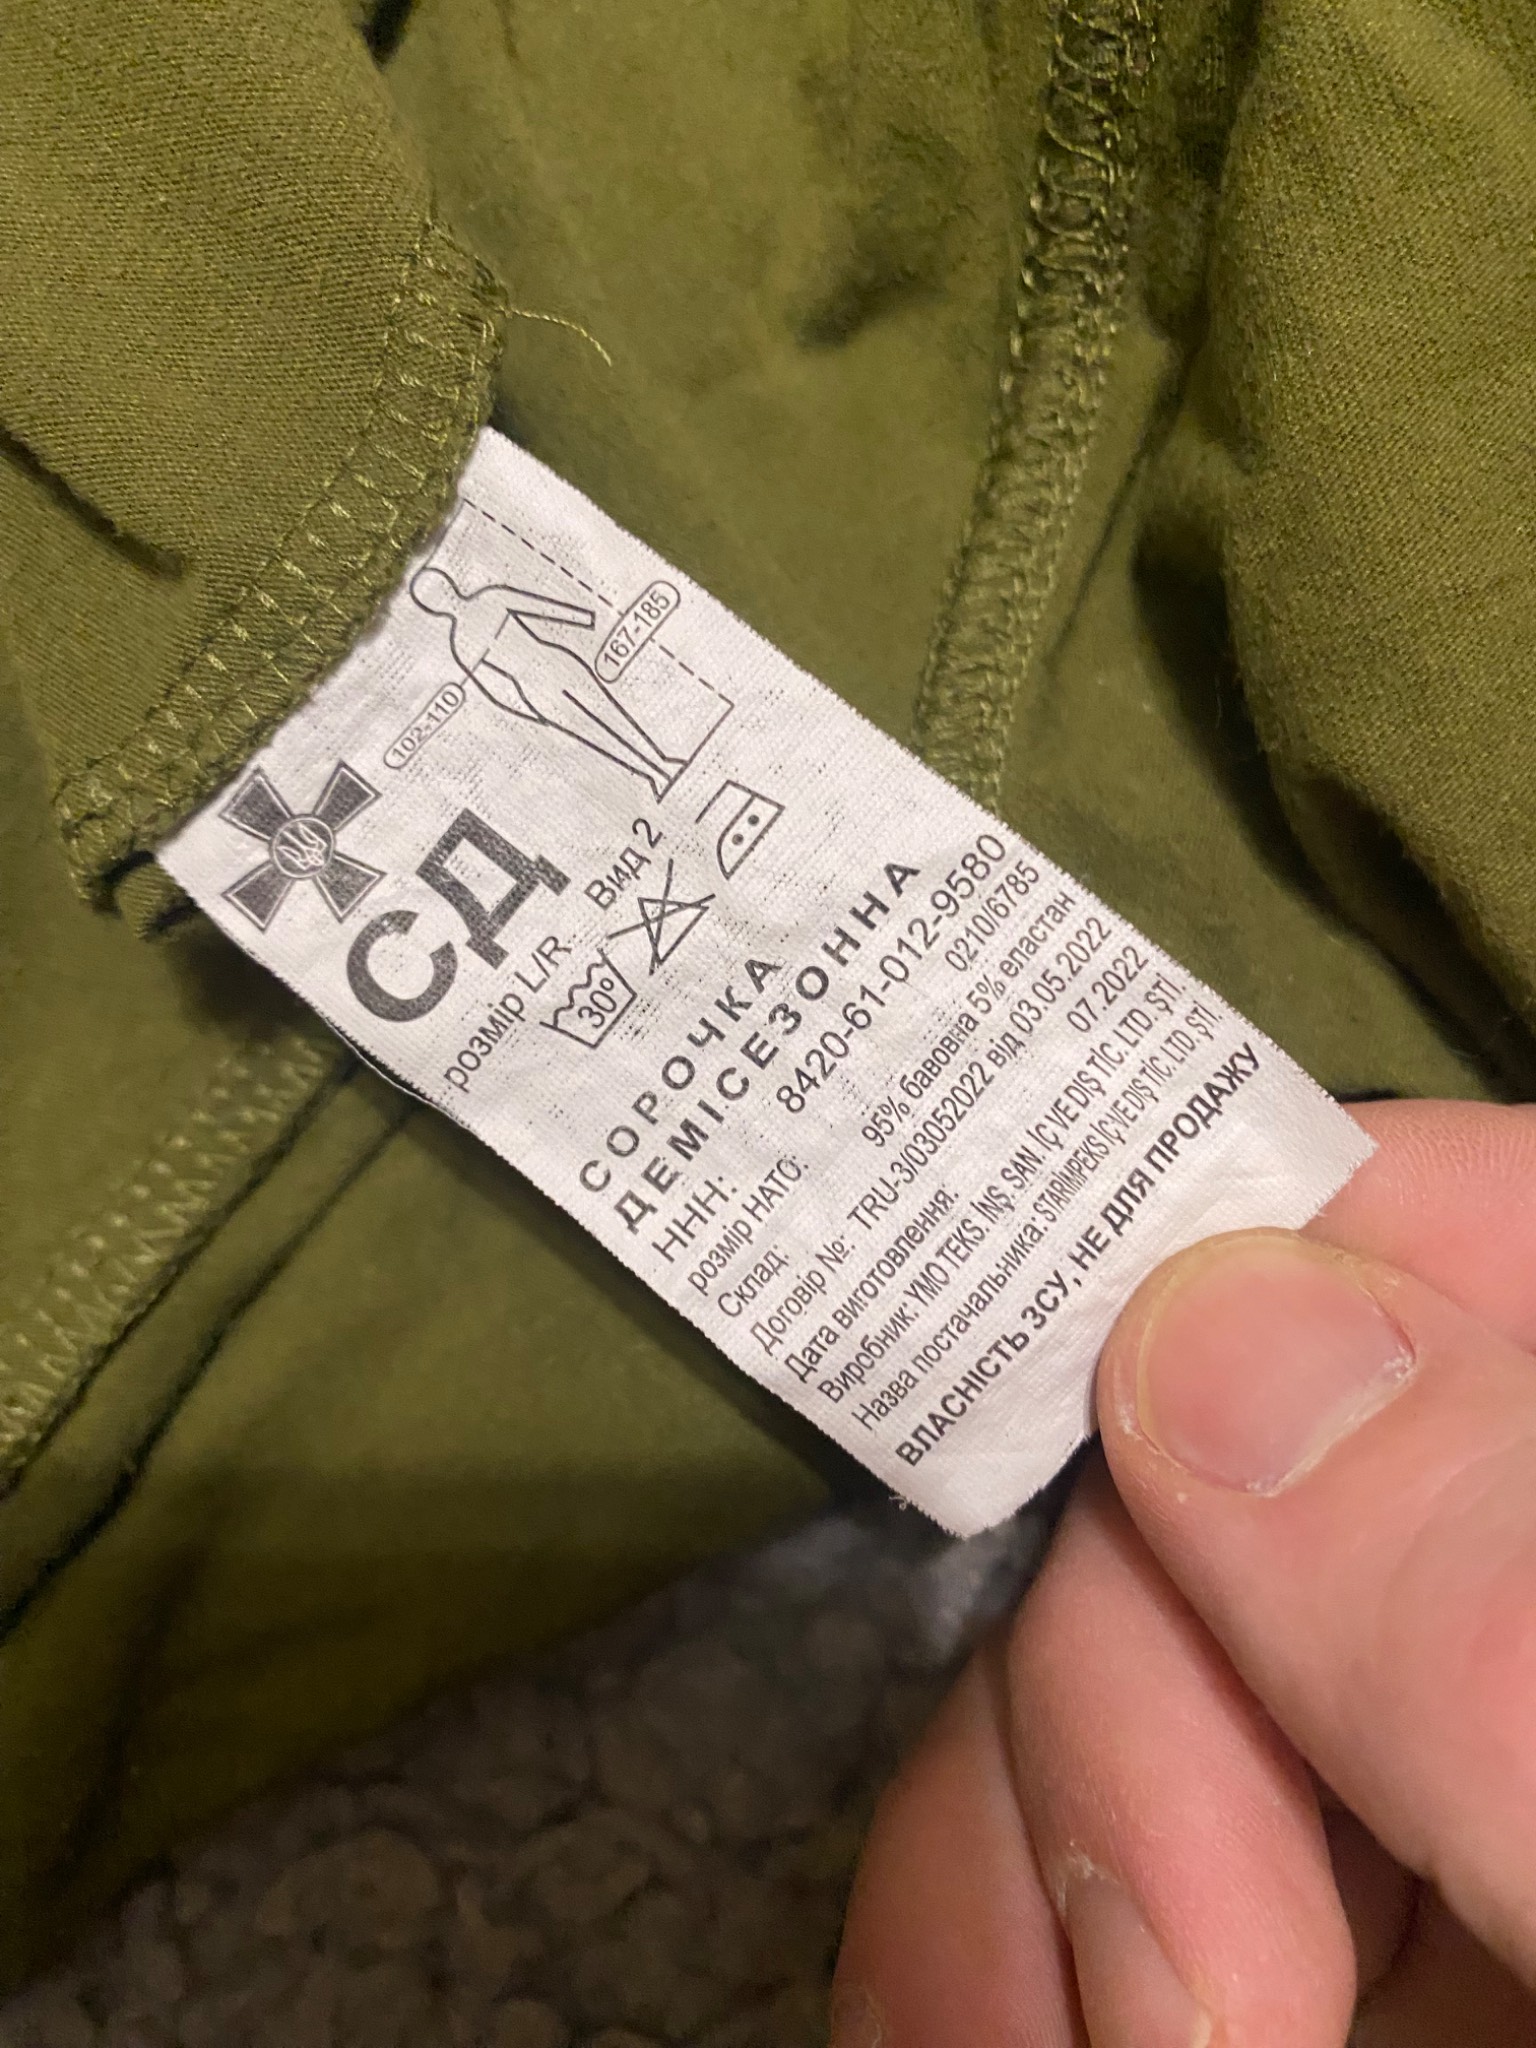 167-185
102-110
СД
розмір L/R Вид 2
30°
СОРОЧКА
ДЕМІСЕЗОННА
ННН: 8420-61-012-9580
розмір НАТО: 0210/6785
Склад: 95% бавовна 5% еластан
Договір №: TRU-3/03052022 від 03.05.2022
Дата виготовлення: 07.2022
Виробник: YMO TEKS. İNŞ. SAN. İÇ VE DIŞ TİC. LTD. ŞTİ.
Назва постачальника: STARİMPEKS İÇ VE DIŞ TİC. LTD. ŞTİ.
ВЛАСНІСТЬ ЗСУ, НЕ ДЛЯ ПРОДАЖУ